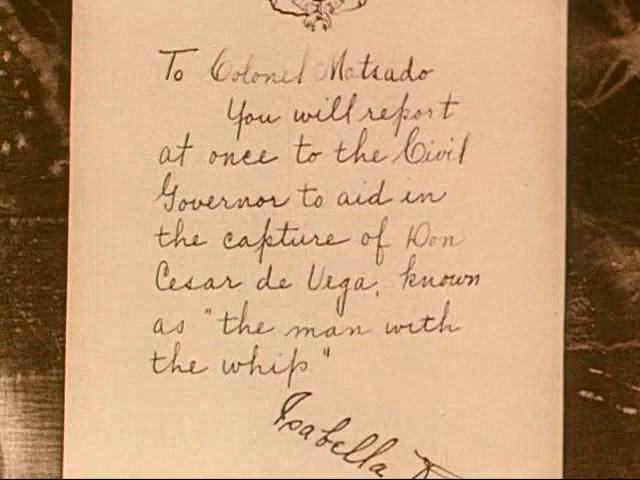 To Colonel Matsado
You will report
at once to the Civil
Governor to aid in
the capture of Don
Cesar de Vega, known
as "the man with
the whip"
Isabella